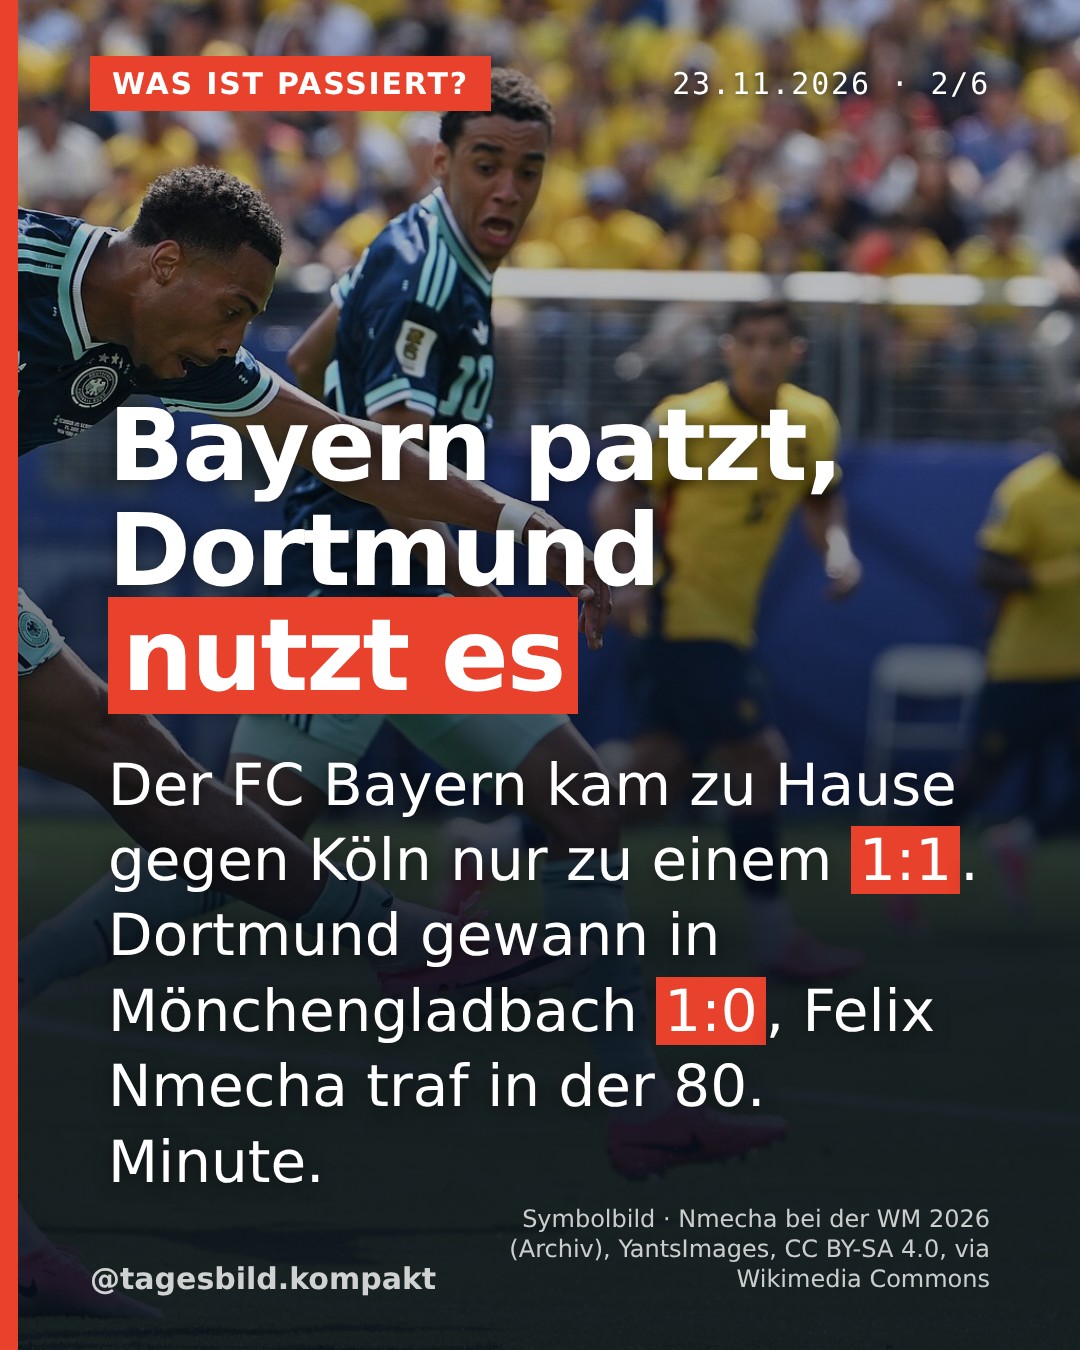 WAS IST PASSIERT?
23.11.2026 · 2/6
10
Bayern patzt,
Dortmund
nutzt es
Der FC Bayern kam zu Hause
gegen Köln nur zu einem 1:1.
Dortmund gewann in
Mönchengladbach 1:0, Felix
Nmecha traf in der 80.
Minute.
Symbolbild · Nmecha bei der WM 2026
(Archiv), YantsImages, CC BY-SA 4.0, via
Wikimedia Commons
@tagesbild.kompakt